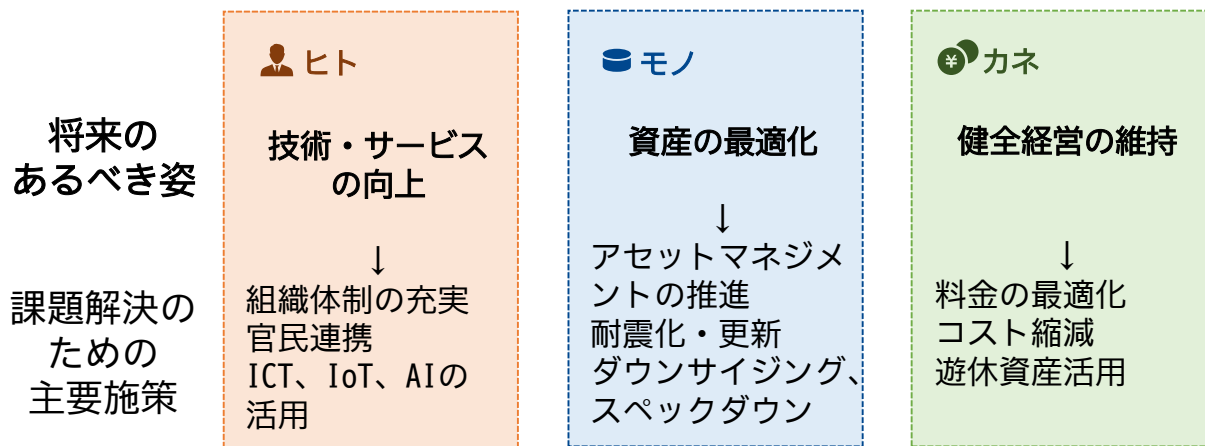 将来の
あるべき姿
課題解決の
ための
主要施策
ヒト
技術・サービス
の向上
↓
組織体制の充実
官民連携
ICT、IoT、AIの
活用
モノ
資産の最適化
↓
アセットマネジメ
ントの推進
耐震化・更新
ダウンサイジング、
スペックダウン
¥
カネ
健全経営の維持
↓
料金の最適化
コスト縮減
遊休資産活用